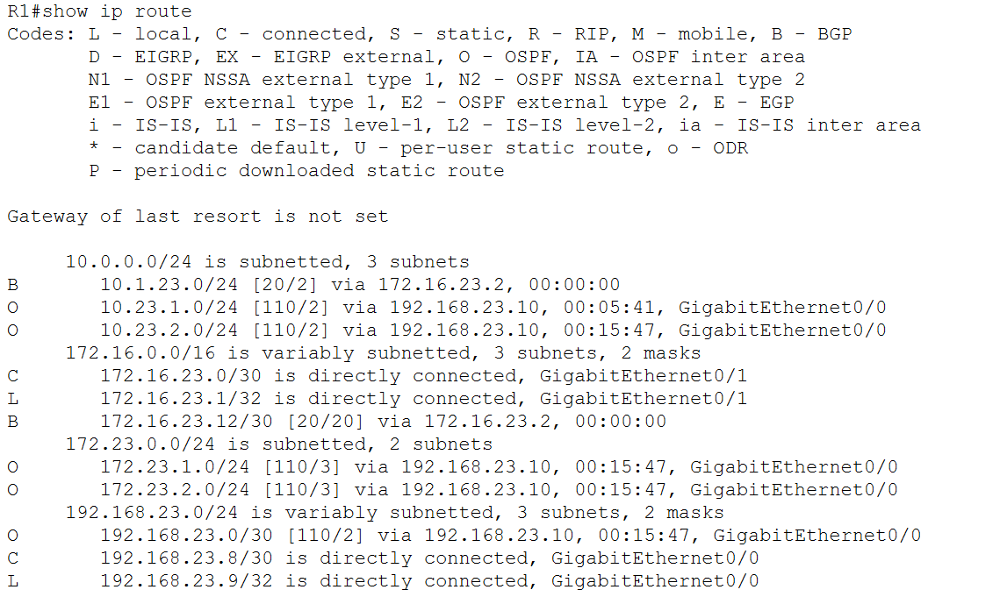 R1#show ip route
Codes: L - local, C - connected, S - static, R - RIP, M - mobile, B - BGP
       D - EIGRP, EX - EIGRP external, O - OSPF, IA - OSPF inter area
       N1 - OSPF NSSA external type 1, N2 - OSPF NSSA external type 2
       E1 - OSPF external type 1, E2 - OSPF external type 2, E - EGP
       i - IS-IS, L1 - IS-IS level-1, L2 - IS-IS level-2, ia - IS-IS inter area
       * - candidate default, U - per-user static route, o - ODR
       P - periodic downloaded static route

Gateway of last resort is not set

     10.0.0.0/24 is subnetted, 3 subnets
B       10.1.23.0/24 [20/2] via 172.16.23.2, 00:00:00
O       10.23.1.0/24 [110/2] via 192.168.23.10, 00:05:41, GigabitEthernet0/0
O       10.23.2.0/24 [110/2] via 192.168.23.10, 00:15:47, GigabitEthernet0/0
     172.16.0.0/16 is variably subnetted, 3 subnets, 2 masks
C       172.16.23.0/30 is directly connected, GigabitEthernet0/1
L       172.16.23.1/32 is directly connected, GigabitEthernet0/1
B       172.16.23.12/30 [20/20] via 172.16.23.2, 00:00:00
     172.23.0.0/24 is subnetted, 2 subnets
O       172.23.1.0/24 [110/3] via 192.168.23.10, 00:15:47, GigabitEthernet0/0
O       172.23.2.0/24 [110/3] via 192.168.23.10, 00:15:47, GigabitEthernet0/0
     192.168.23.0/24 is variably subnetted, 3 subnets, 2 masks
O       192.168.23.0/30 [110/2] via 192.168.23.10, 00:15:47, GigabitEthernet0/0
C       192.168.23.8/30 is directly connected, GigabitEthernet0/0
L       192.168.23.9/32 is directly connected, GigabitEthernet0/0